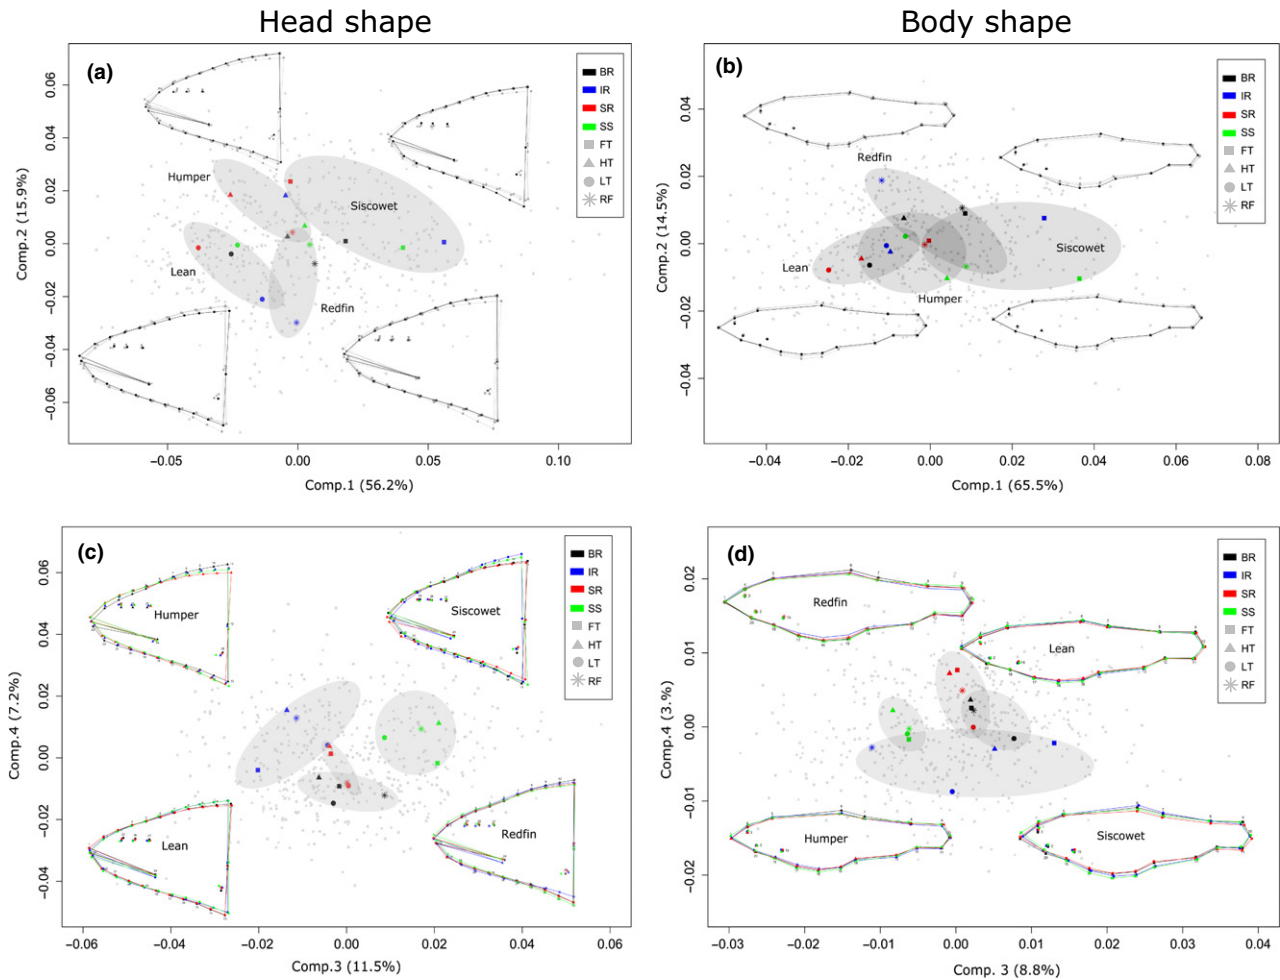 Head shape
Body shape
(a)
Comp.2 (15.9%)
0.06
0.04
0.02
0.00
−0.02
−0.04
−0.06
−0.05
0.00
0.05
0.10
Comp.1 (56.2%)
Humper
Siscowet
Lean
Redfin
BR
IR
SR
SS
FT
HT
LT
RF
(b)
Comp.2 (14.5%)
0.04
0.02
0.00
−0.02
−0.04
−0.04
−0.02
0.00
0.02
0.04
0.06
0.08
Comp.1 (65.5%)
Redfin
Siscowet
Lean
Humper
BR
IR
SR
SS
FT
HT
LT
RF
(c)
Comp.4 (7.2%)
0.06
0.04
0.02
0.00
−0.02
−0.04
−0.06
−0.04
−0.02
0.00
0.02
0.04
0.06
Comp.3 (11.5%)
Humper
Siscowet
Lean
Redfin
BR
IR
SR
SS
FT
HT
LT
RF
(d)
Comp.4 (3.%)
0.02
0.01
0.00
−0.01
−0.02
−0.03
−0.02
−0.01
0.00
0.01
0.02
0.03
0.04
Comp. 3 (8.8%)
Redfin
Lean
Humper
Siscowet
BR
IR
SR
SS
FT
HT
LT
RF